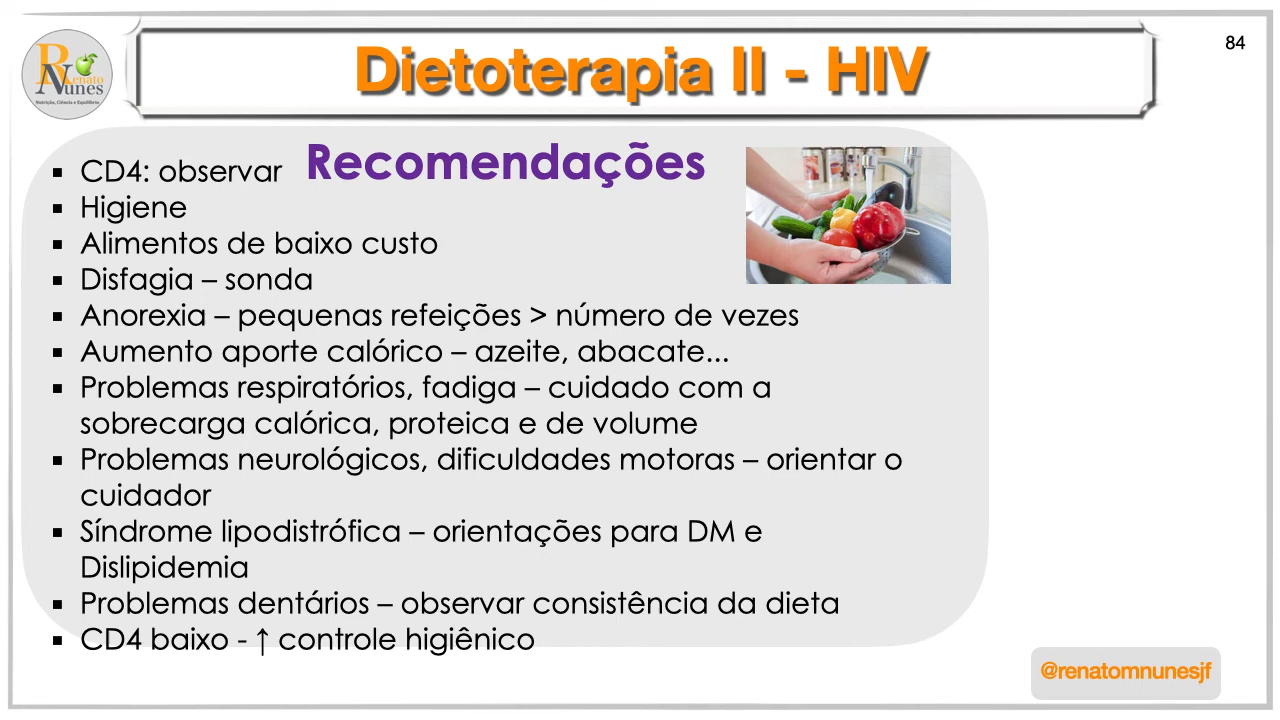 Renato
Nunes
Nutrição, Ciência e Equilíbrio
Dietoterapia II - HIV
84
Recomendações
▪ CD4: observar
▪ Higiene
▪ Alimentos de baixo custo
▪ Disfagia – sonda
▪ Anorexia – pequenas refeições > número de vezes
▪ Aumento aporte calórico – azeite, abacate...
▪ Problemas respiratórios, fadiga – cuidado com a
sobrecarga calórica, proteica e de volume
▪ Problemas neurológicos, dificuldades motoras – orientar o
cuidador
▪ Síndrome lipodistrófica – orientações para DM e
Dislipidemia
▪ Problemas dentários – observar consistência da dieta
▪ CD4 baixo - ↑ controle higiênico
@renatomnunesjf